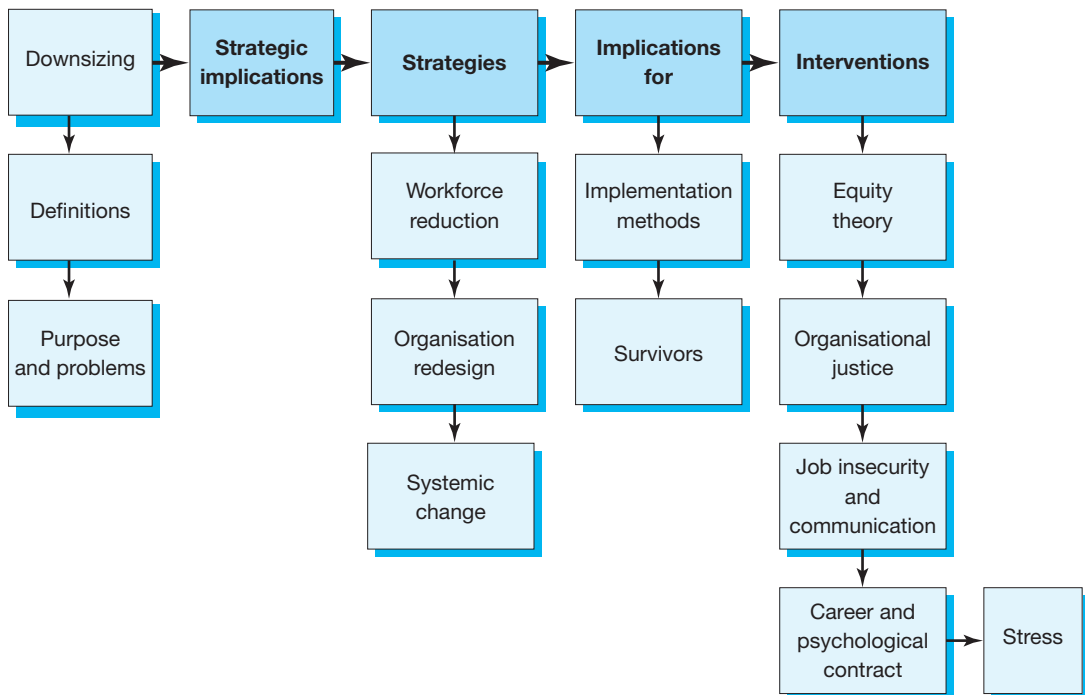 Downsizing
Strategic
implications
Strategies
Implications
for
Interventions
Definitions
Purpose
and problems
Workforce
reduction
Organisation
redesign
Systemic
change
Implementation
methods
Survivors
Equity
theory
Organisational
justice
Job insecurity
and
communication
Career and
psychological
contract
Stress